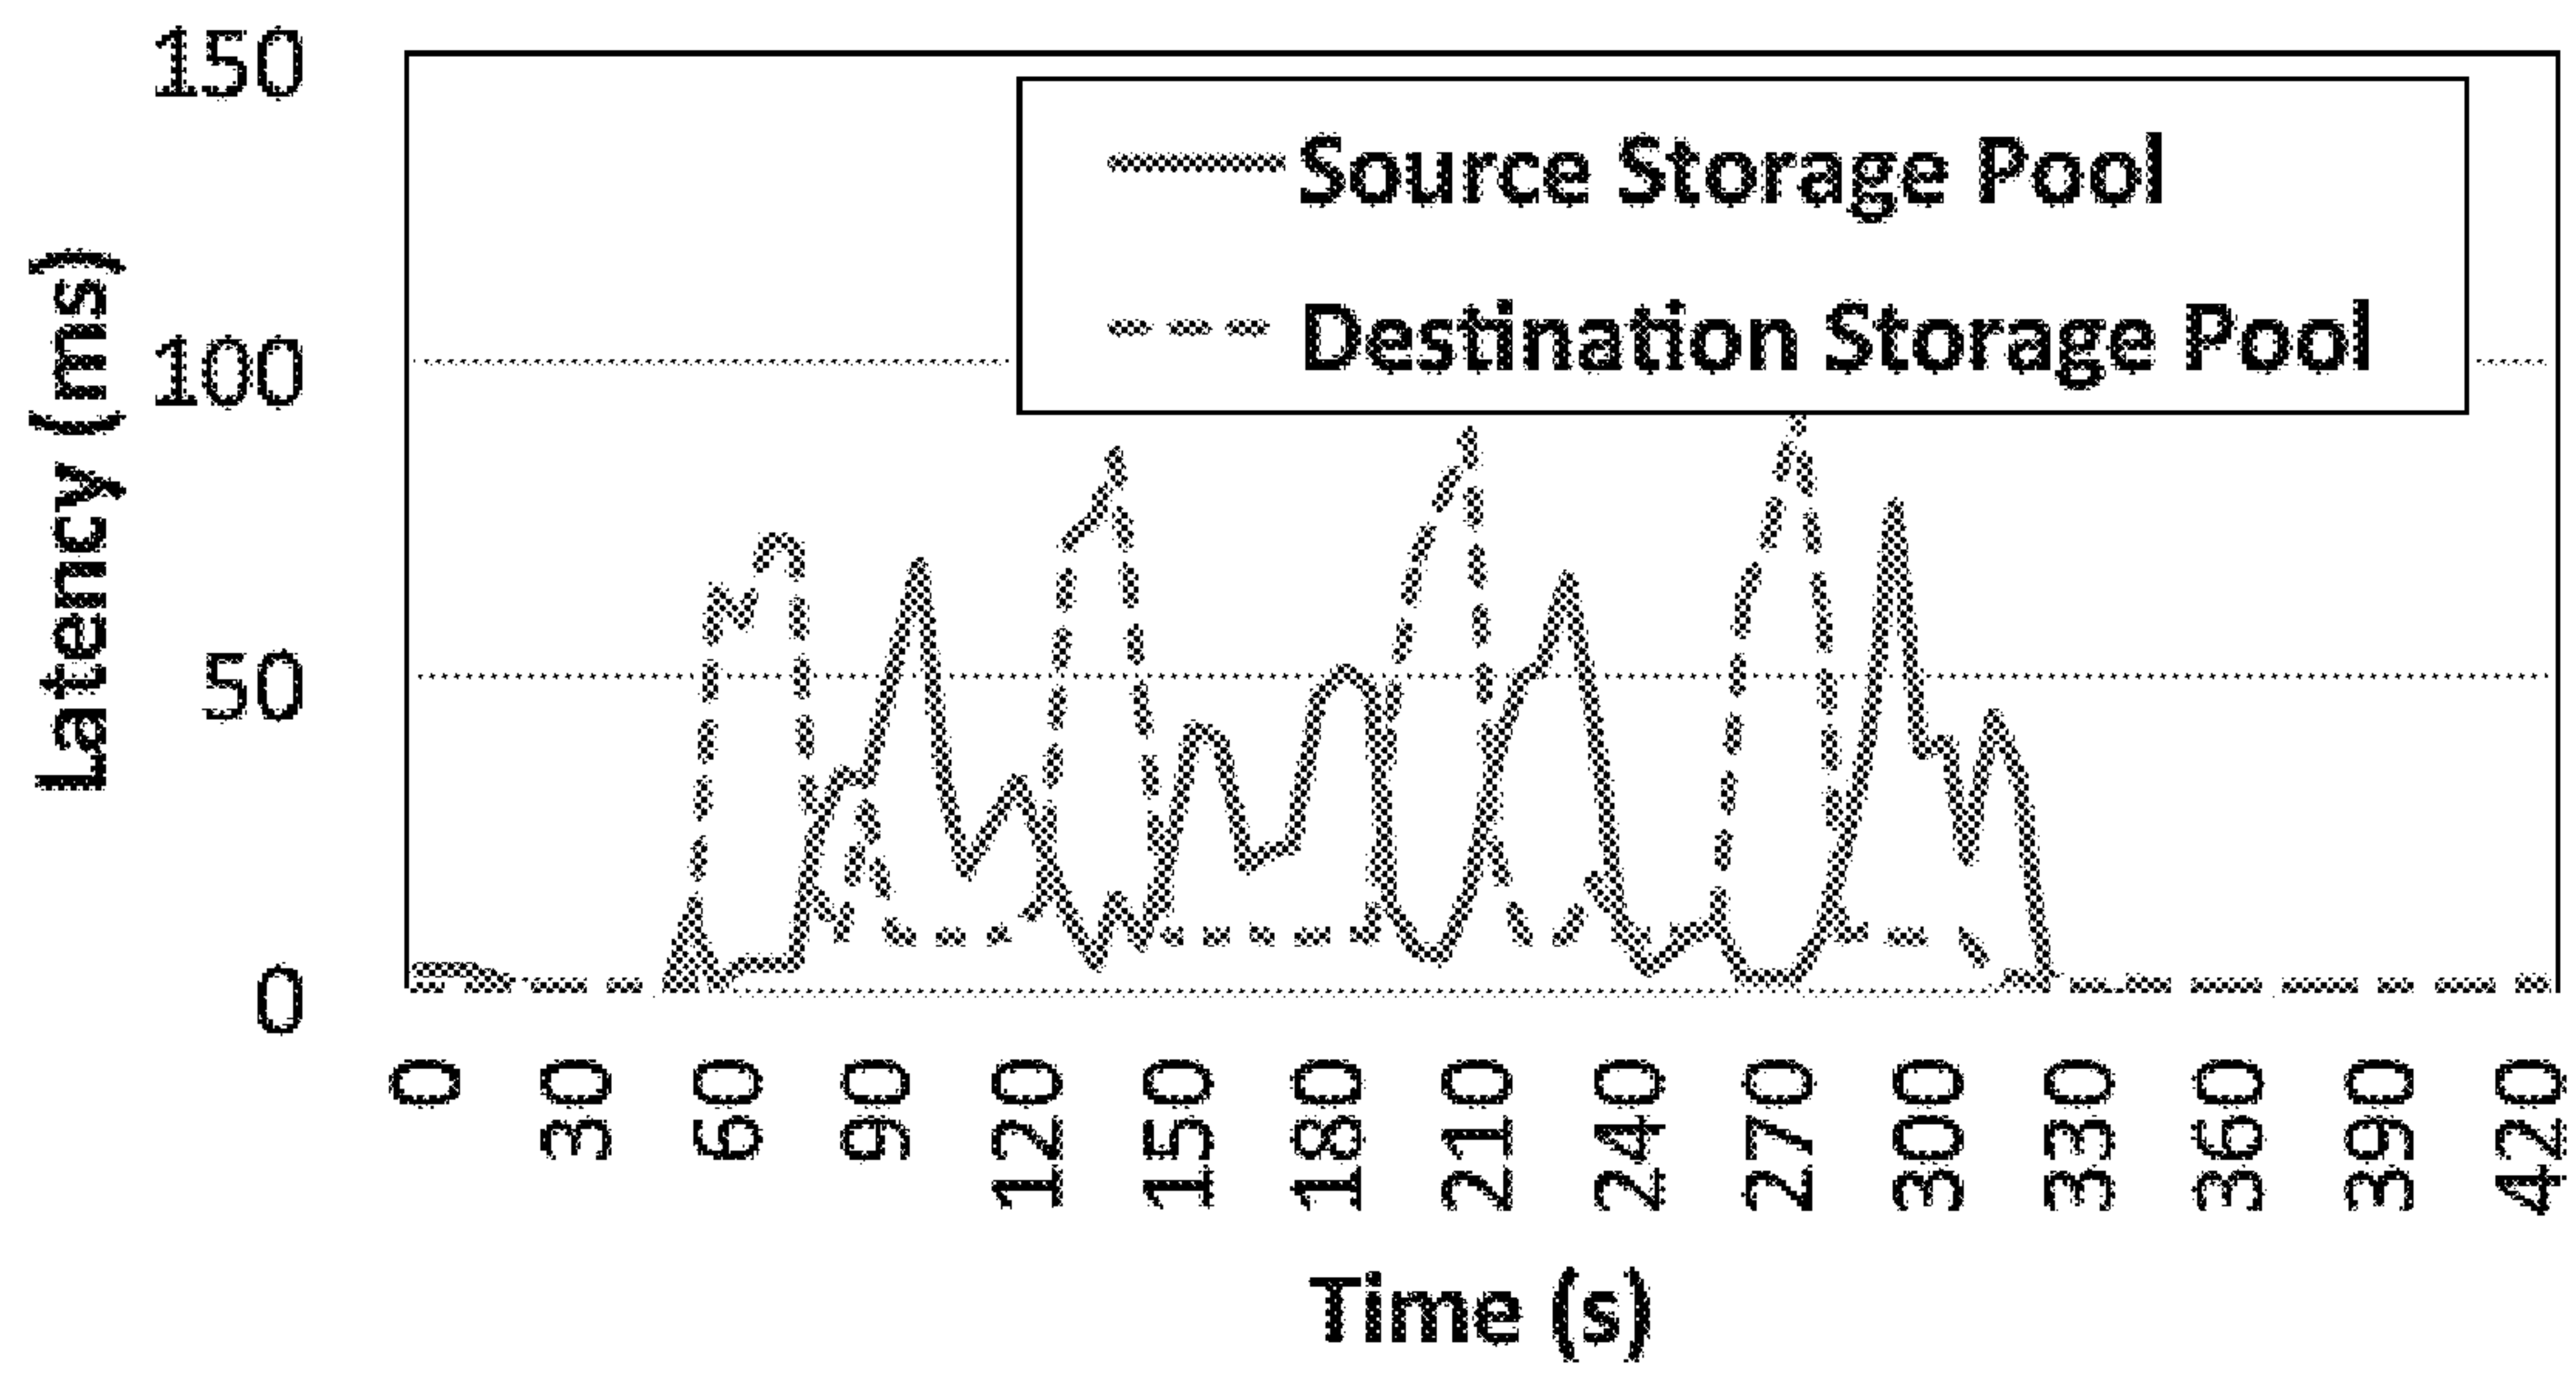 150
100
50
0
Latency (ms)
Source Storage Pool
Destination Storage Pool
0 30 60 90 120 150 180 210 240 270 300 330 360 390 420
Time (s)